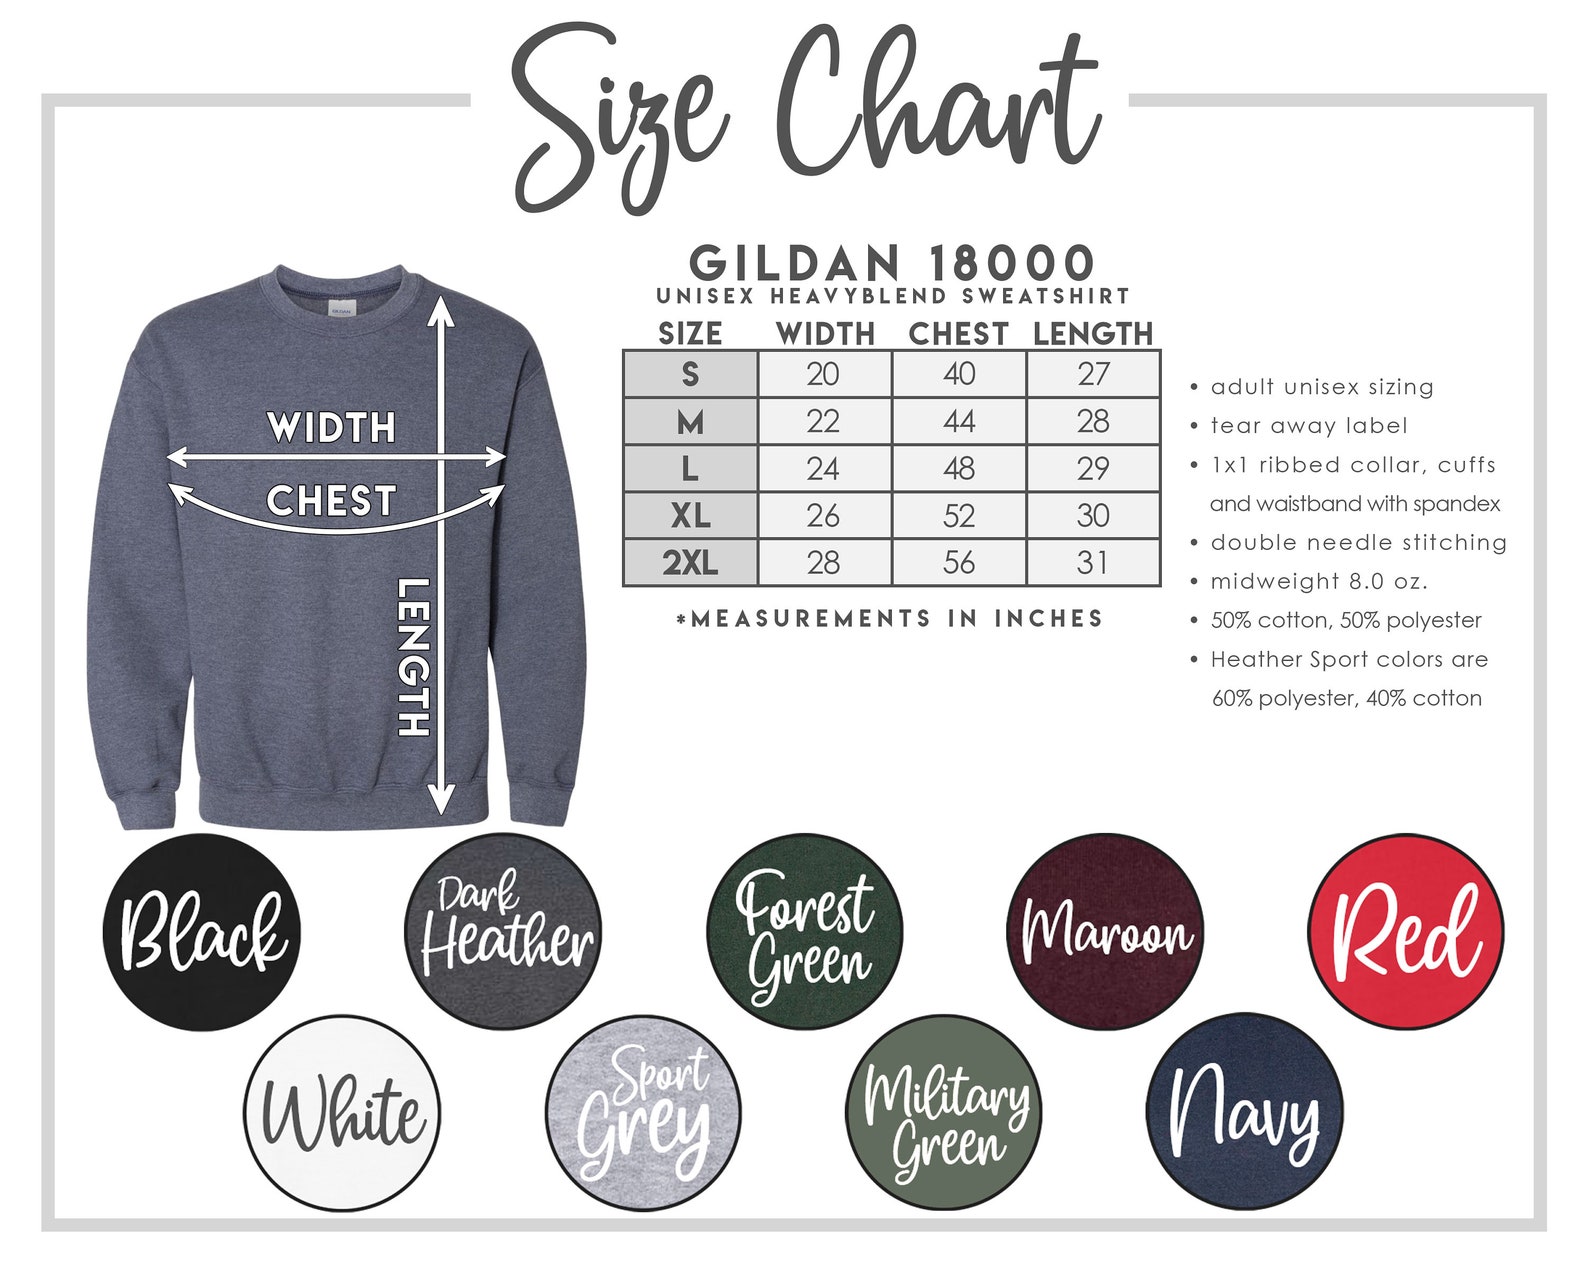 Size Chart
GILDAN 18000
UNISEX HEAVYBLEND SWEATSHIRT
SIZE WIDTH CHEST LENGTH
S 20 40 27
M 22 44 28
L 24 48 29
XL 26 52 30
2XL 28 56 31
*MEASUREMENTS IN INCHES
• adult unisex sizing
• tear away label
• 1x1 ribbed collar, cuffs
and waistband with spandex
• double needle stitching
• midweight 8.0 oz.
• 50% cotton, 50% polyester
• Heather Sport colors are
60% polyester, 40% cotton
GILDAN
WIDTH
CHEST
LENGTH
Black
Dark
Heather
Forest
Green
Maroon
Red
White
Sport
Grey
Military
Green
Navy